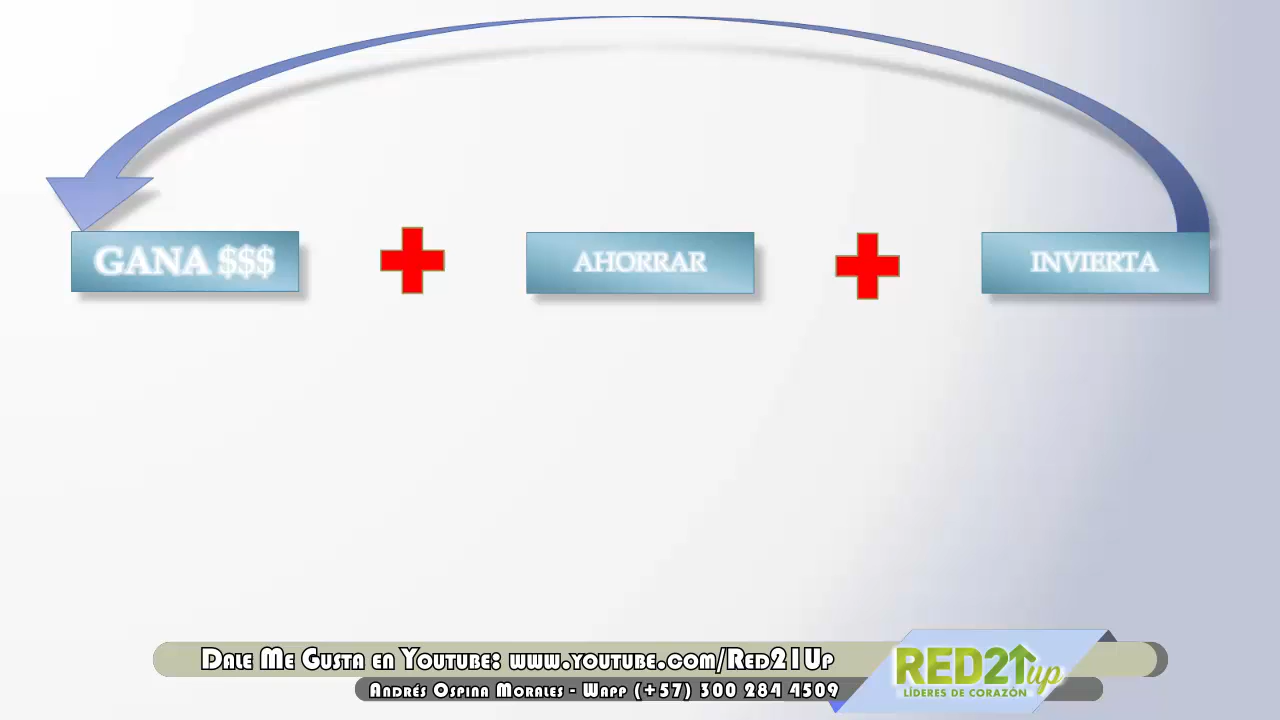 GANA $$$
AHORRAR
INVIERTA
DALE ME GUSTA EN YOUTUBE: WWW.YOUTUBE.COM/RED21UP
ANDRÉS OSPINA MORALES - WAPP (+57) 300 284 4509
RED21up
LÍDERES DE CORAZÓN